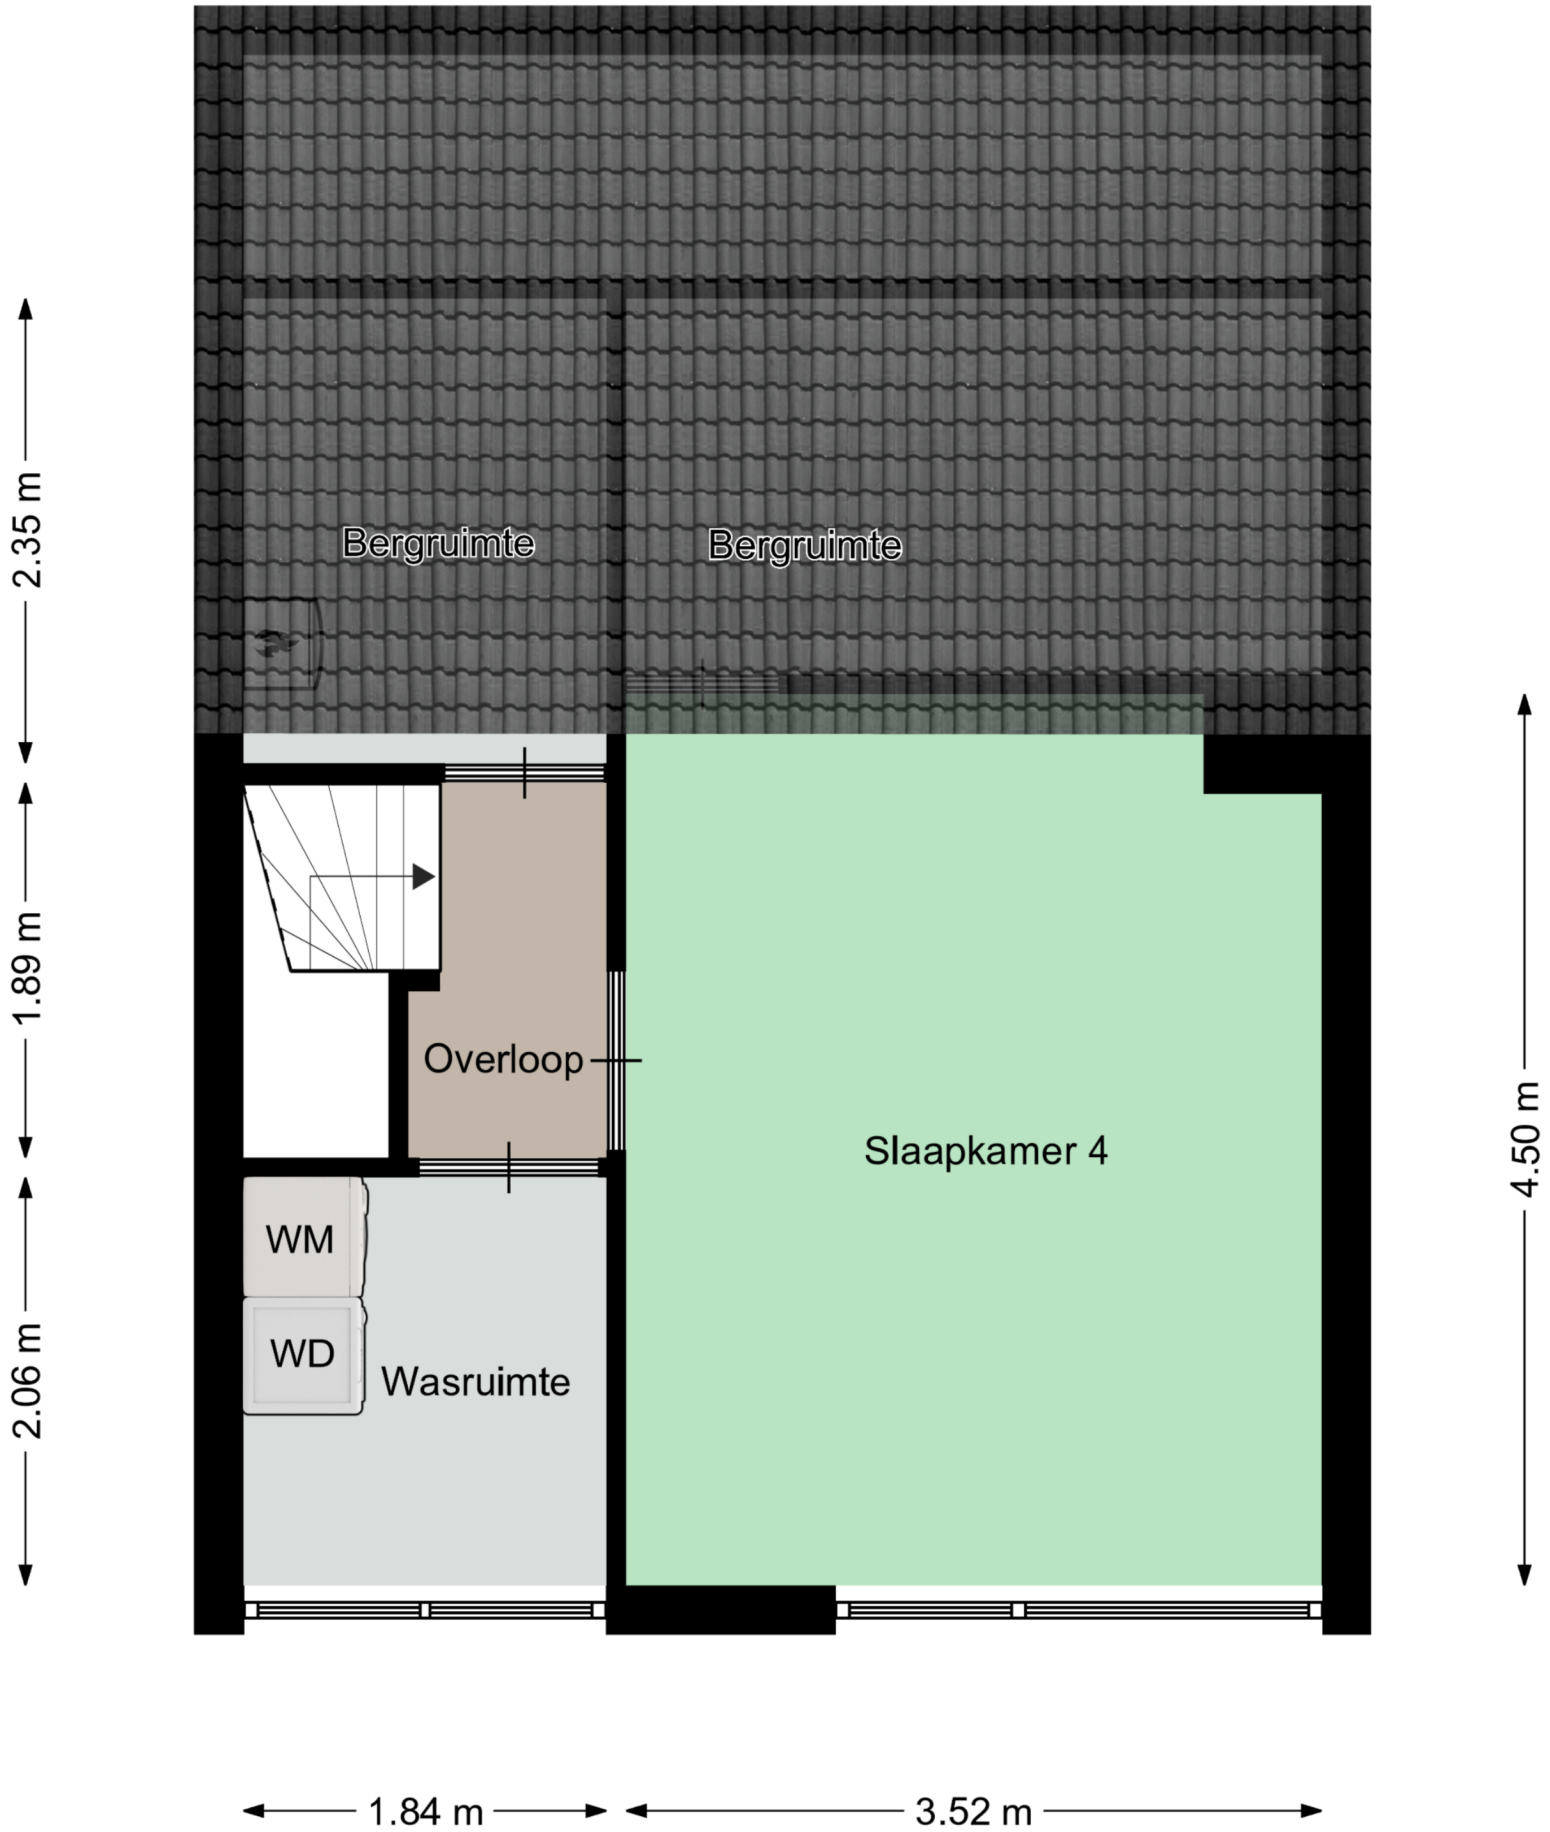 2.35 m
Bergruimte
Bergruimte
1.89 m
Overloop
Slaapkamer 4
4.50 m
WM
WD
Wasruimte
2.06 m
1.84 m
3.52 m